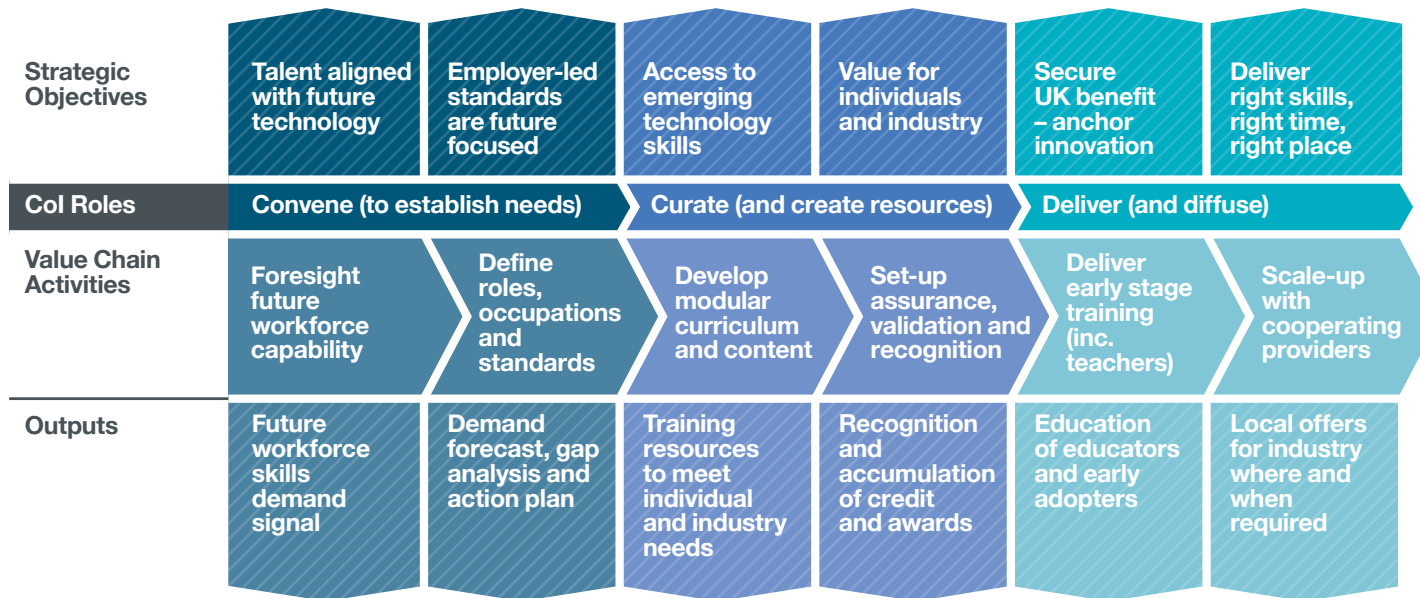 Strategic
Objectives
Talent aligned
with future
technology
Employer-led
standards
are future
focused
Access to
emerging
technology
skills
Value for
individuals
and industry
Secure
UK benefit
– anchor
innovation
Deliver
right skills,
right time,
right place
CoI Roles
Convene (to establish needs)
Curate (and create resources)
Deliver (and diffuse)
Value Chain
Activities
Foresight
future
workforce
capability
Define
roles,
occupations
and
standards
Develop
modular
curriculum
and content
Set-up
assurance,
validation and
recognition
Deliver
early stage
training
(inc.
teachers)
Scale-up
with
cooperating
providers
Outputs
Future
workforce
skills
demand
signal
Demand
forecast, gap
analysis and
action plan
Training
resources
to meet
individual
and industry
needs
Recognition
and
accumulation
of credit
and awards
Education
of educators
and early
adopters
Local offers
for industry
where and
when
required